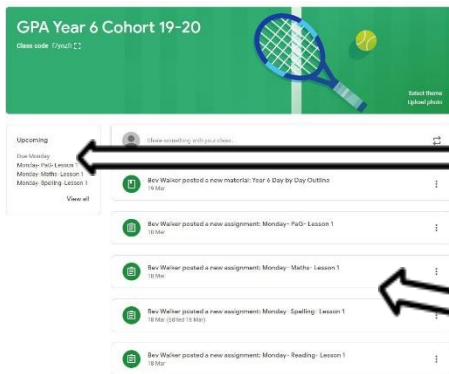 GPA Year 6 Cohort 19-20
Class code
Select theme
Upload photo
Upcoming
Share something with your class...
Due Monday
Monday- PaG- Lesson 1
Monday-Maths- Lesson 1
Monday-Spelling- Lesson 1
View all
Bev Walker posted a new material: Year 6 Day by Day Outline
19 Mar
Bev Walker posted a new assignment: Monday- PaG- Lesson 1
18 Mar
Bev Walker posted a new assignment: Monday- Maths- Lesson 1
18 Mar
Bev Walker posted a new assignment: Monday- Spelling- Lesson 1
18 Mar (Edited 18 Mar)
Bev Walker posted a new assignment: Monday- Reading- Lesson 1
18 Mar